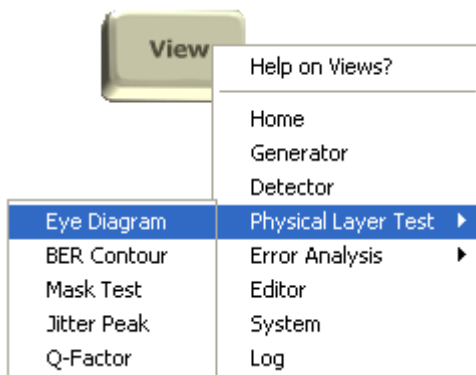 View
Help on Views?
Home
Generator
Detector
Physical Layer Test
Error Analysis
Editor
System
Log
Eye Diagram
BER Contour
Mask Test
Jitter Peak
Q-Factor